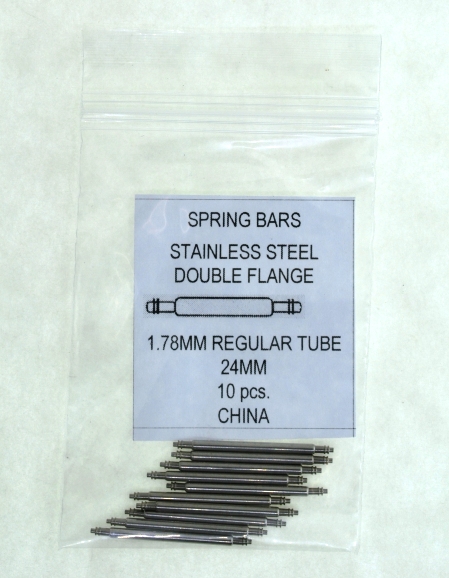 SPRING BARS
STAINLESS STEEL
DOUBLE FLANGE
1.78MM REGULAR TUBE
24MM
10 pcs.
CHINA